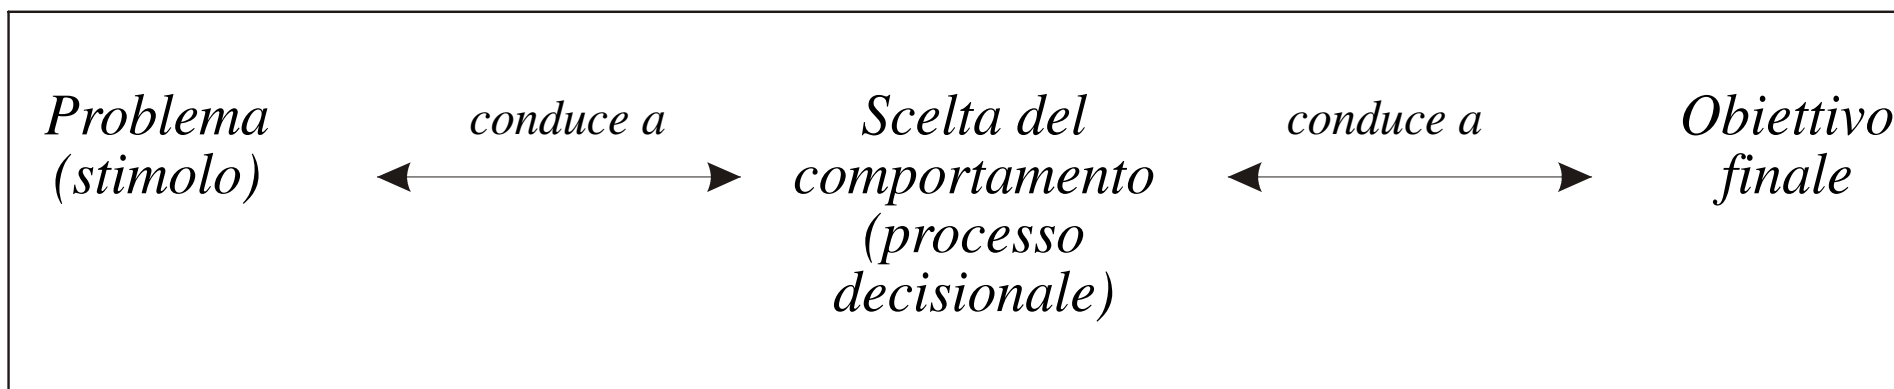 Problema
(stimolo)
conduce a
Scelta del
comportamento
(processo
decisionale)
conduce a
Obiettivo
finale